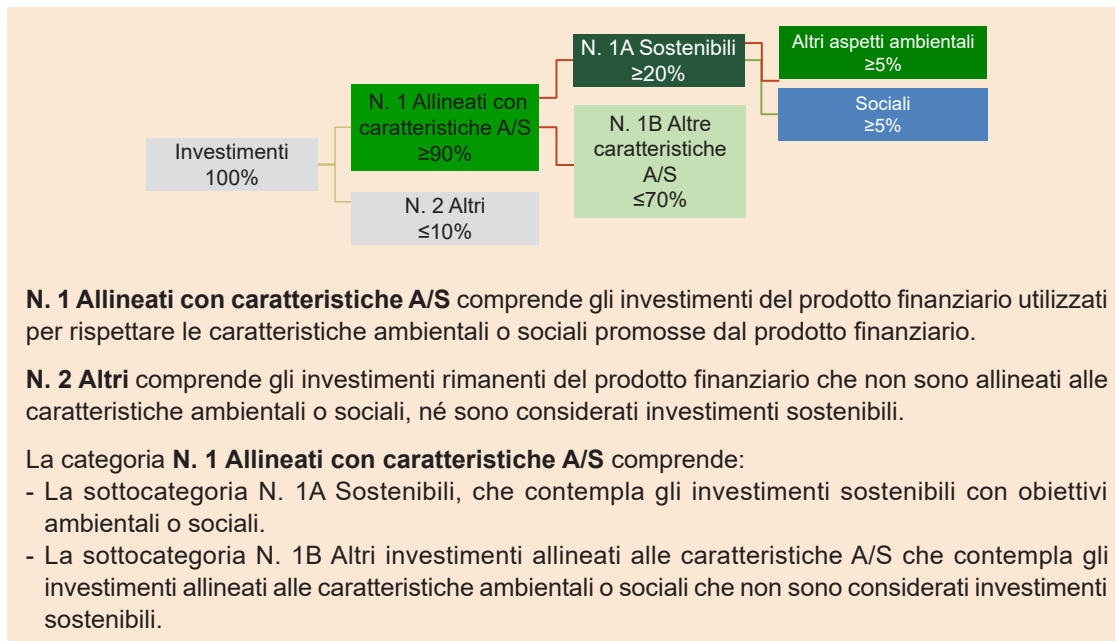 Investimenti
100%
N. 1 Allineati con
caratteristiche A/S
≥90%
N. 2 Altri
≤10%
N. 1A Sostenibili
≥20%
N. 1B Altre
caratteristiche
A/S
≤70%
Altri aspetti ambientali
≥5%
Sociali
≥5%
N. 1 Allineati con caratteristiche A/S comprende gli investimenti del prodotto finanziario utilizzati
per rispettare le caratteristiche ambientali o sociali promosse dal prodotto finanziario.
N. 2 Altri comprende gli investimenti rimanenti del prodotto finanziario che non sono allineati alle
caratteristiche ambientali o sociali, né sono considerati investimenti sostenibili.
La categoria N. 1 Allineati con caratteristiche A/S comprende:
- La sottocategoria N. 1A Sostenibili, che contempla gli investimenti sostenibili con obiettivi
ambientali o sociali.
- La sottocategoria N. 1B Altri investimenti allineati alle caratteristiche A/S che contempla gli
investimenti allineati alle caratteristiche ambientali o sociali che non sono considerati investimenti
sostenibili.